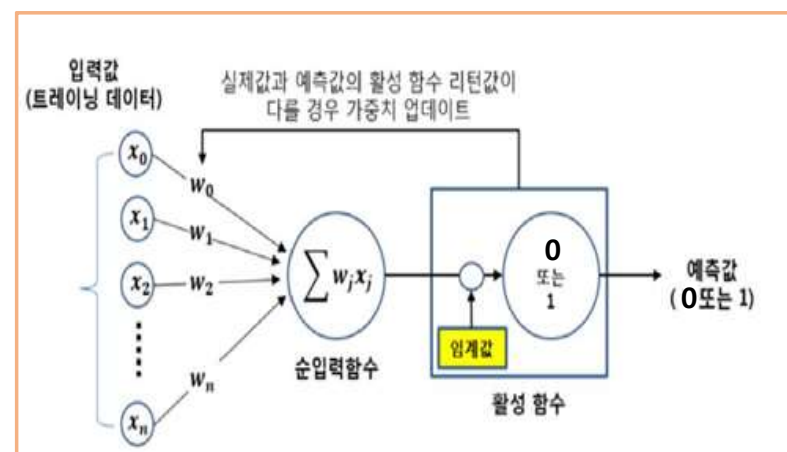 입력값
(트레이닝 데이터)
실제값과 예측값의 활성 함수 리턴값이
다를 경우 가중치 업데이트
x₀
w₀
x₁
w₁
x₂
w₂
xₙ
wₙ
∑ wⱼxⱼ
순입력함수
0
또는
1
임계값
활성 함수
예측값
( 0또는 1)